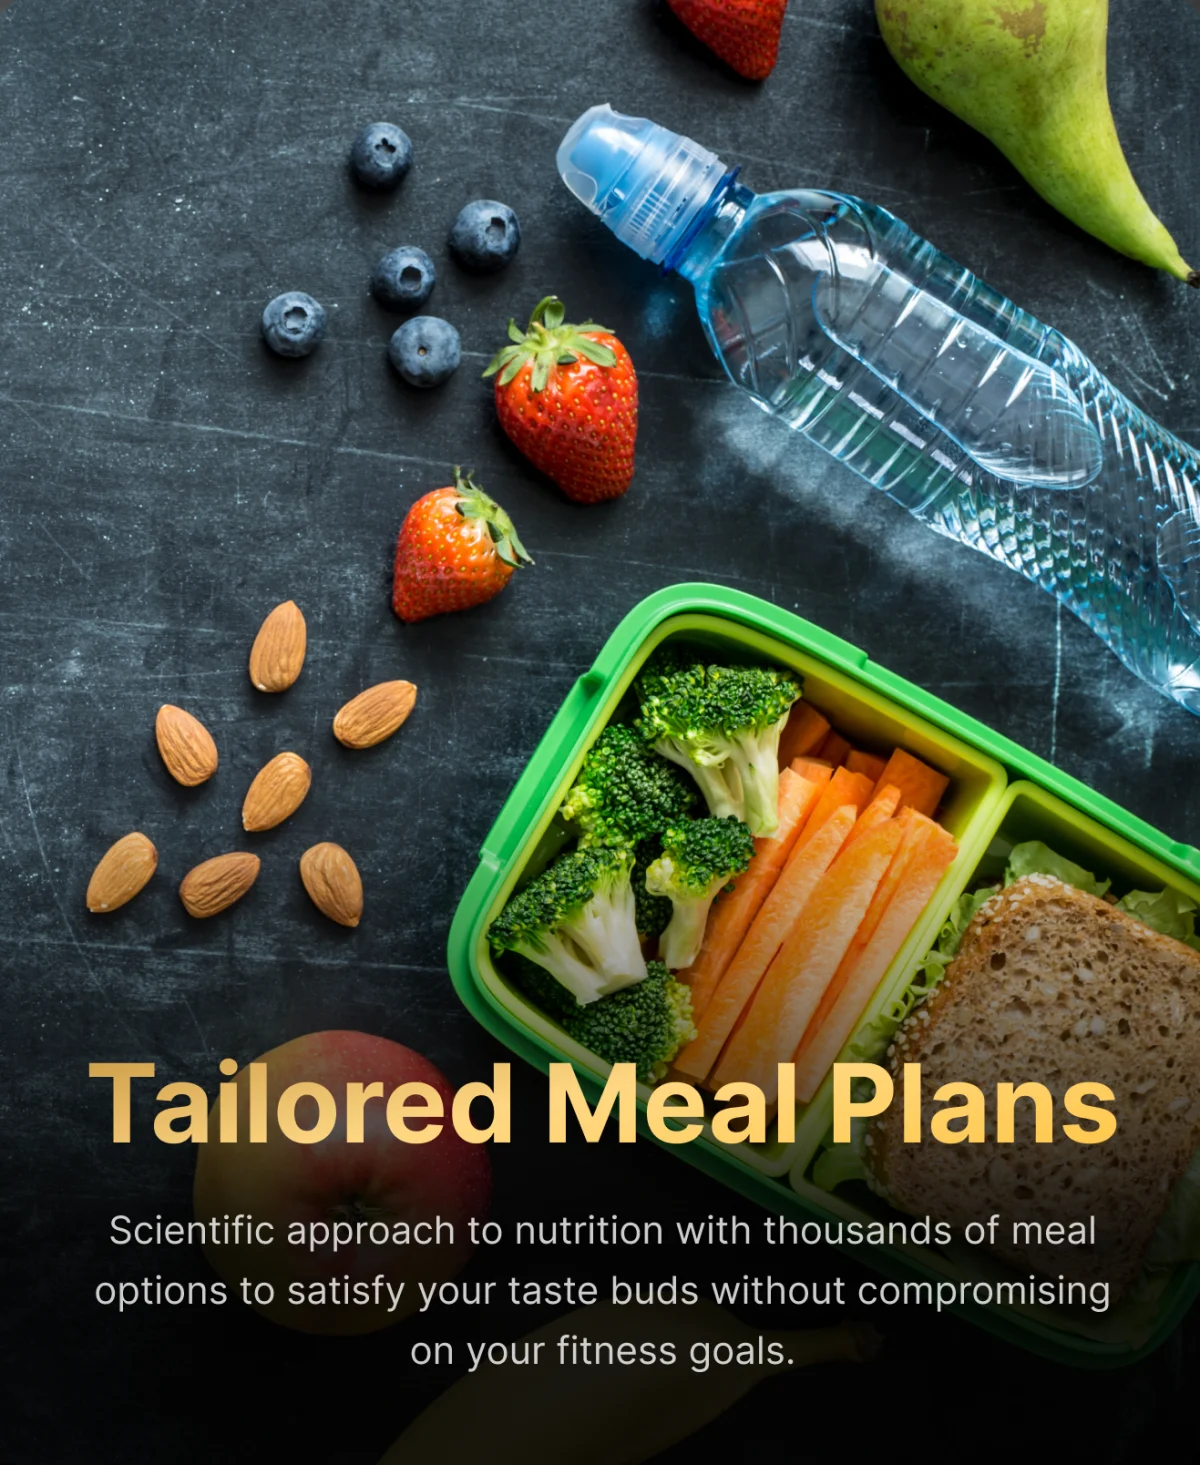 Tailored Meal Plans
Scientific approach to nutrition with thousands of meal
options to satisfy your taste buds without compromising
on your fitness goals.